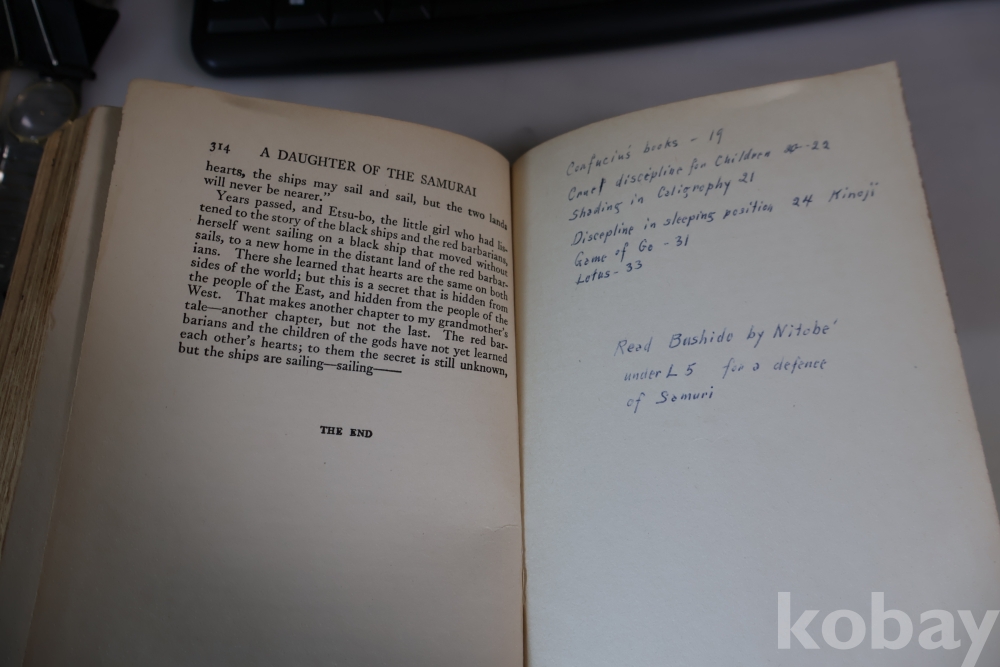 314 A DAUGHTER OF THE SAMURAI
hearts, the ships may sail and sail, but the two lands
will never be nearer."
Years passed, and Etsu-bo, the little girl who had lis-
tened to the story of the black ships and the red barbarians,
herself went sailing on a black ship that moved without
sails, to a new home in the distant land of the red barbar-
ians. There she learned that hearts are the same on both
sides of the world; but this is a secret that is hidden from
the people of the East, and hidden from the people of the
West. That makes another chapter to my grandmother's
tale—another chapter, but not the last. The red bar-
barians and the children of the gods have not yet learned
each other's hearts; to them the secret is still unknown,
but the ships are sailing—sailing——
THE END
Confucius books - 19
Cruel discipline for Children - 22
Shading in Caligraphy 21
Discipline in sleeping position 24 Kinoji
Game of Go - 31
Lotus - 33
Read Bushido by Nitobe'
under L 5 for a defence
of Samuri
kobay